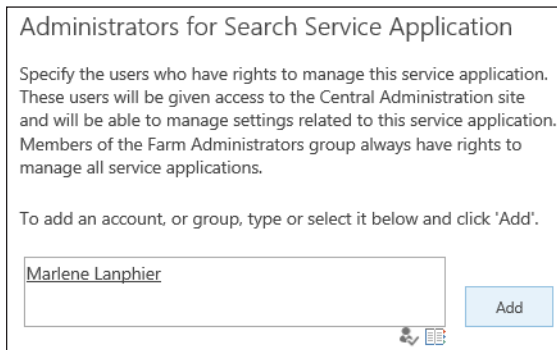 Administrators for Search Service Application
Specify the users who have rights to manage this service application.
These users will be given access to the Central Administration site
and will be able to manage settings related to this service application.
Members of the Farm Administrators group always have rights to
manage all service applications.
To add an account, or group, type or select it below and click 'Add'.
Marlene Lanphier
Add